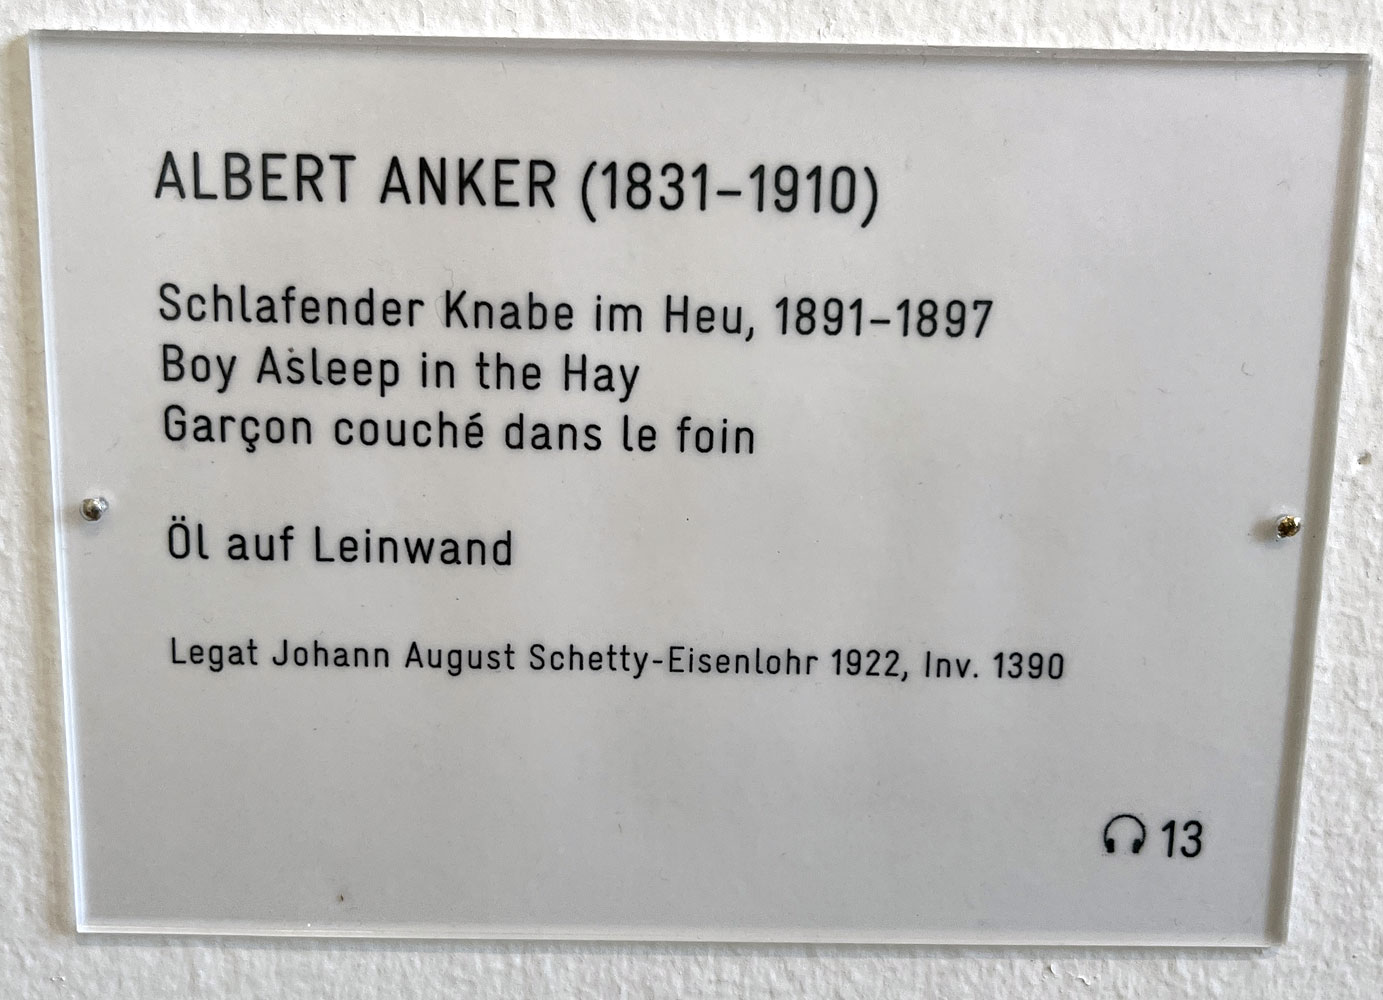 ALBERT ANKER (1831–1910)
Schlafender Knabe im Heu, 1891–1897
Boy Asleep in the Hay
Garçon couché dans le foin
Öl auf Leinwand
Legat Johann August Schetty-Eisenlohr 1922, Inv. 1390
13